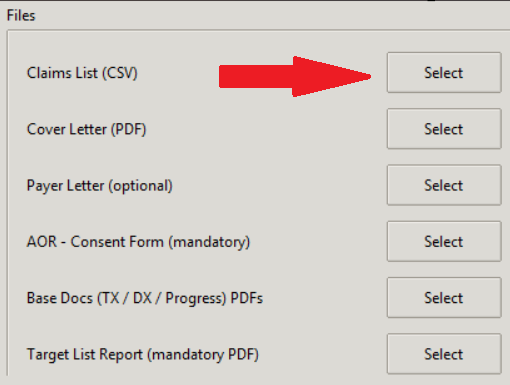 Files
Claims List (CSV) Select
Cover Letter (PDF) Select
Payer Letter (optional) Select
AOR - Consent Form (mandatory) Select
Base Docs (TX / DX / Progress) PDFs Select
Target List Report (mandatory PDF) Select